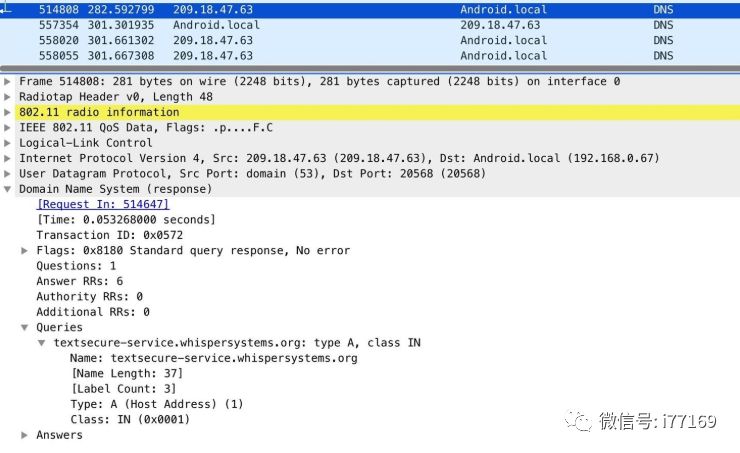 514808 282.592799 209.18.47.63 Android.local DNS
557354 301.301935 Android.local 209.18.47.63 DNS
558020 301.661302 209.18.47.63 Android.local DNS
558055 301.667308 209.18.47.63 Android.local DNS
Frame 514808: 281 bytes on wire (2248 bits), 281 bytes captured (2248 bits) on interface 0
Radiotap Header v0, Length 48
802.11 radio information
IEEE 802.11 QoS Data, Flags: .p....F.C
Logical-Link Control
Internet Protocol Version 4, Src: 209.18.47.63 (209.18.47.63), Dst: Android.local (192.168.0.67)
User Datagram Protocol, Src Port: domain (53), Dst Port: 20568 (20568)
Domain Name System (response)
[Request In: 514647]
[Time: 0.053268000 seconds]
Transaction ID: 0x0572
Flags: 0x8180 Standard query response, No error
Questions: 1
Answer RRs: 6
Authority RRs: 0
Additional RRs: 0
Queries
textsecure-service.whispersystems.org: type A, class IN
Name: textsecure-service.whispersystems.org
[Name Length: 37]
[Label Count: 3]
Type: A (Host Address) (1)
Class: IN (0x0001)
Answers
微信号: i77169